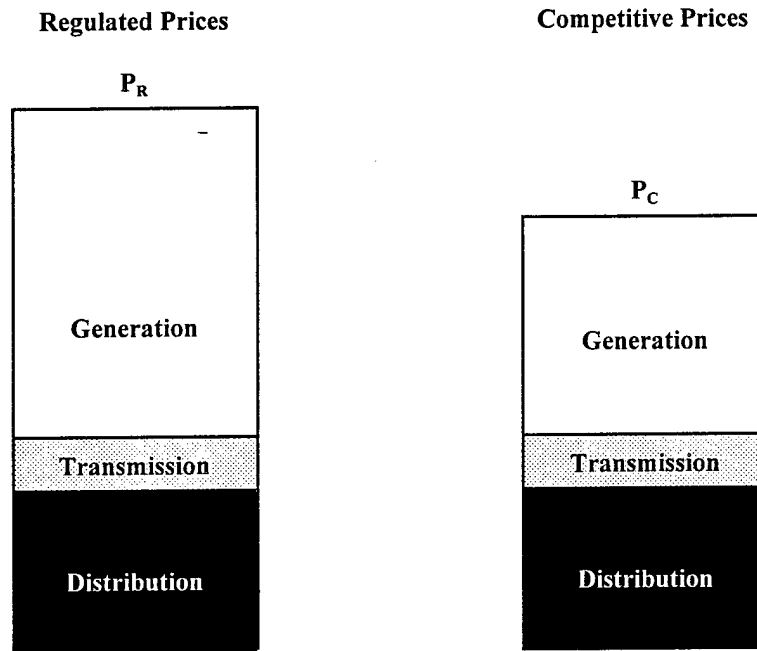 Regulated Prices
P_R
Generation
Transmission
Distribution
Competitive Prices
P_C
Generation
Transmission
Distribution